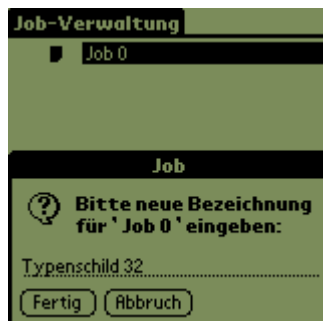 Job-Verwaltung
Job 0
Job
Bitte neue Bezeichnung
für 'Job 0' eingeben:
Typenschild 32
Fertig Abbruch